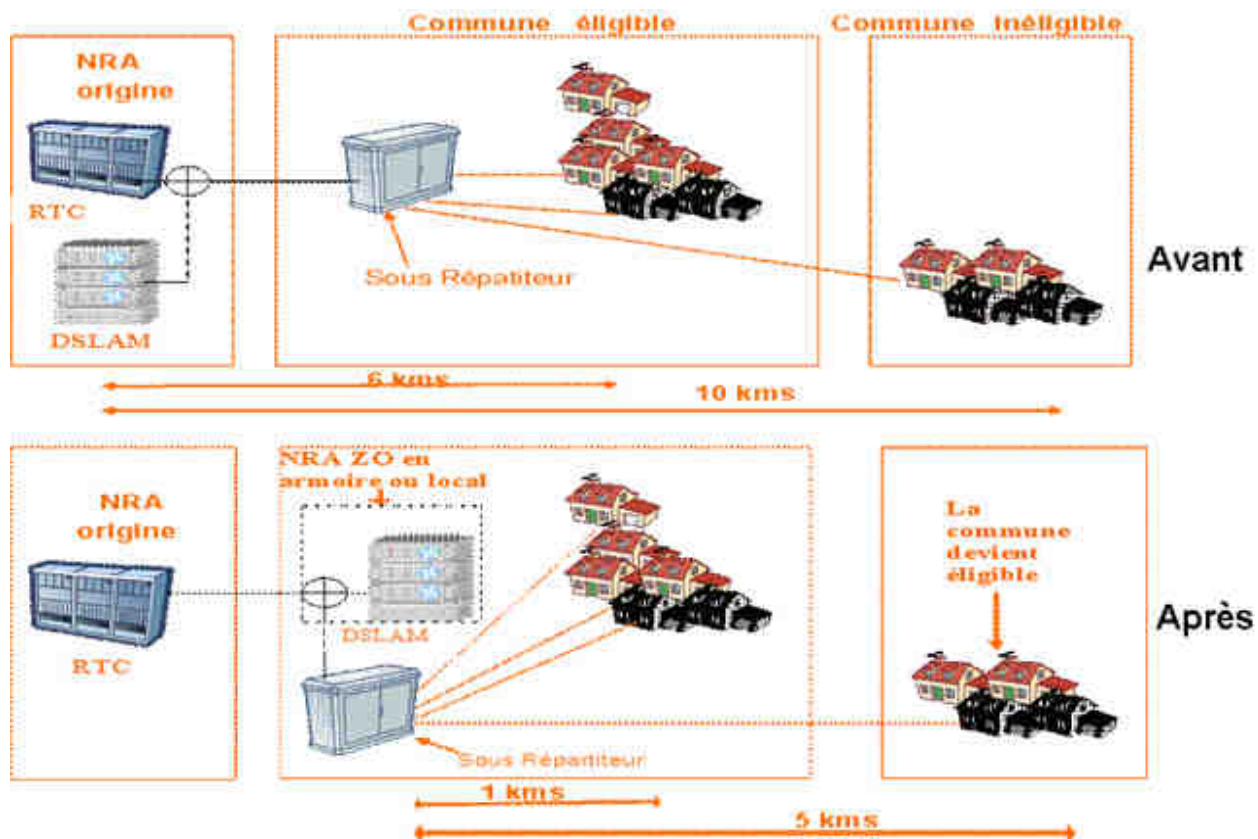 Commune éligible
Commune inéligible
NRA
origine
RTC
DSLAM
Sous Répatiteur
Avant
6 kms
10 kms
NRA ZO en
armoire ou local
NRA
origine
RTC
DSLAM
Sous Répartiteur
La
commune
devient
éligible
Après
1 kms
5 kms